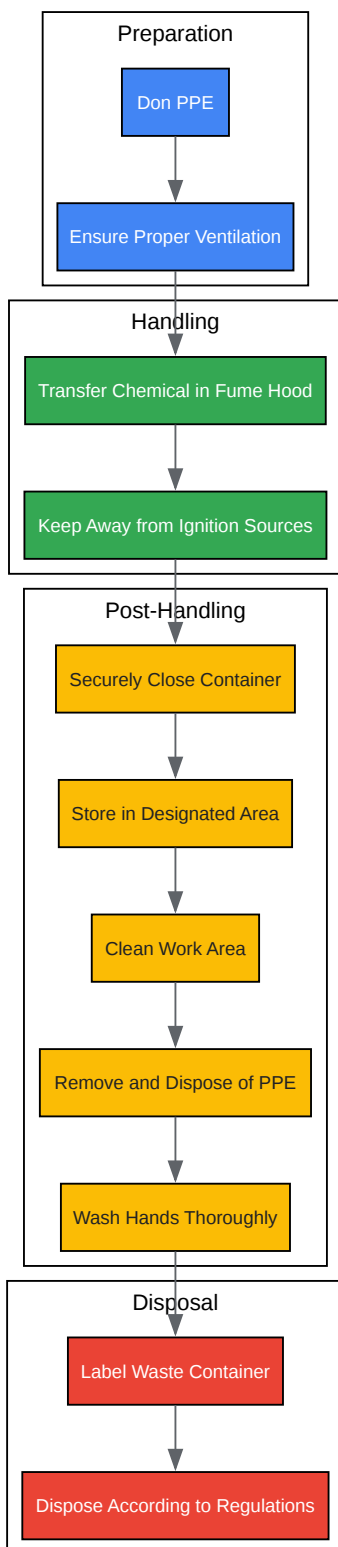 Preparation
Don PPE
Ensure Proper Ventilation
Handling
Transfer Chemical in Fume Hood
Keep Away from Ignition Sources
Post-Handling
Securely Close Container
Store in Designated Area
Clean Work Area
Remove and Dispose of PPE
Wash Hands Thoroughly
Disposal
Label Waste Container
Dispose According to Regulations